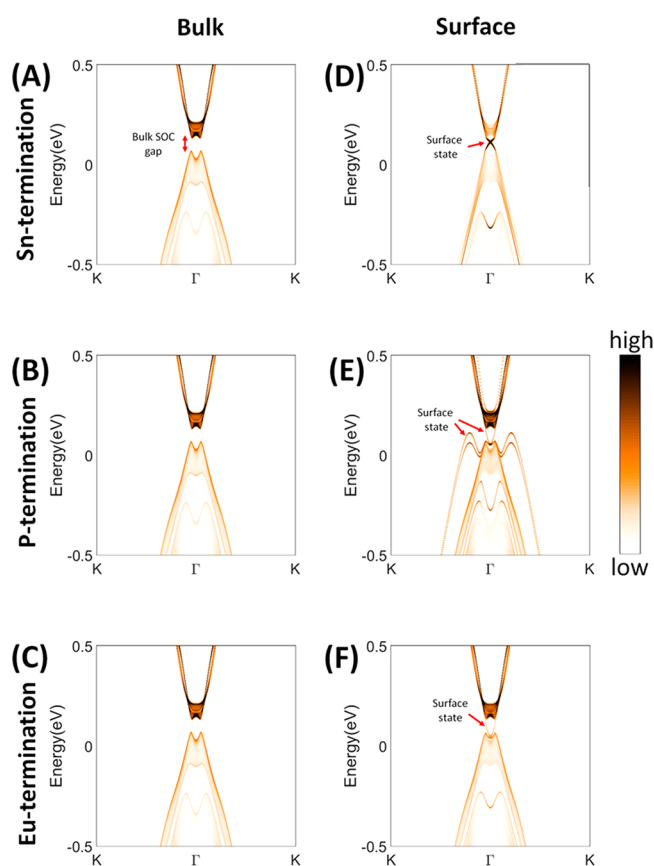 Bulk
Surface
Sn-termination
(A)
0.5
Energy(eV)
0
-0.5
K
Γ
K
Bulk SOC
gap
(D)
0.5
Energy(eV)
0
-0.5
K
Γ
K
Surface
state
P-termination
(B)
0.5
Energy(eV)
0
-0.5
K
Γ
K
(E)
0.5
Energy(eV)
0
-0.5
K
Γ
K
Surface
state
high
low
Eu-termination
(C)
0.5
Energy(eV)
0
-0.5
K
Γ
K
(F)
0.5
Energy(eV)
0
-0.5
K
Γ
K
Surface
state